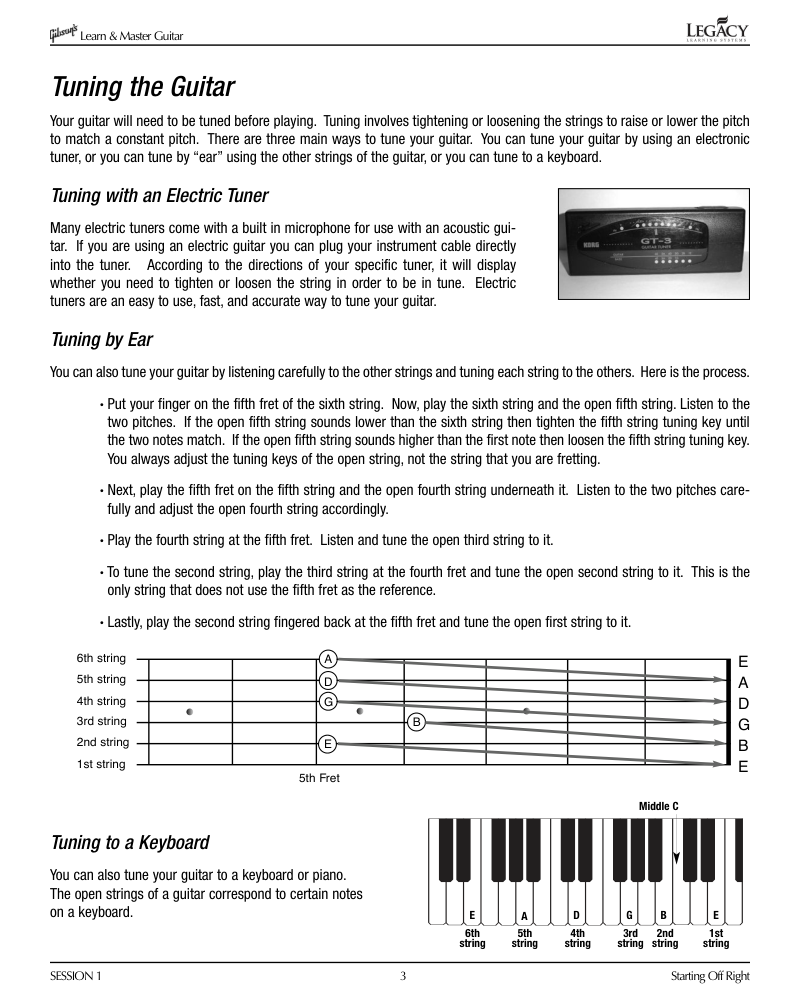 Gibson's Learn & Master Guitar
LEGACY
LEARNING SYSTEMS
Tuning the Guitar
Your guitar will need to be tuned before playing. Tuning involves tightening or loosening the strings to raise or lower the pitch
to match a constant pitch. There are three main ways to tune your guitar. You can tune your guitar by using an electronic
tuner, or you can tune by “ear” using the other strings of the guitar, or you can tune to a keyboard.
Tuning with an Electric Tuner
Many electric tuners come with a built in microphone for use with an acoustic gui-
tar. If you are using an electric guitar you can plug your instrument cable directly
into the tuner. According to the directions of your specific tuner, it will display
whether you need to tighten or loosen the string in order to be in tune. Electric
tuners are an easy to use, fast, and accurate way to tune your guitar.
KORG
GT-3
GUITAR TUNER
Tuning by Ear
You can also tune your guitar by listening carefully to the other strings and tuning each string to the others. Here is the process.
• Put your finger on the fifth fret of the sixth string. Now, play the sixth string and the open fifth string. Listen to the
two pitches. If the open fifth string sounds lower than the sixth string then tighten the fifth string tuning key until
the two notes match. If the open fifth string sounds higher than the first note then loosen the fifth string tuning key.
You always adjust the tuning keys of the open string, not the string that you are fretting.
• Next, play the fifth fret on the fifth string and the open fourth string underneath it. Listen to the two pitches care-
fully and adjust the open fourth string accordingly.
• Play the fourth string at the fifth fret. Listen and tune the open third string to it.
• To tune the second string, play the third string at the fourth fret and tune the open second string to it. This is the
only string that does not use the fifth fret as the reference.
• Lastly, play the second string fingered back at the fifth fret and tune the open first string to it.
6th string A E
5th string D A
4th string G D
3rd string B G
2nd string E B
1st string E
5th Fret
Middle C
Tuning to a Keyboard
You can also tune your guitar to a keyboard or piano.
The open strings of a guitar correspond to certain notes
on a keyboard.
E A D G B E
6th 5th 4th 3rd 2nd 1st
string string string string string string
SESSION 1 3 Starting Off Right